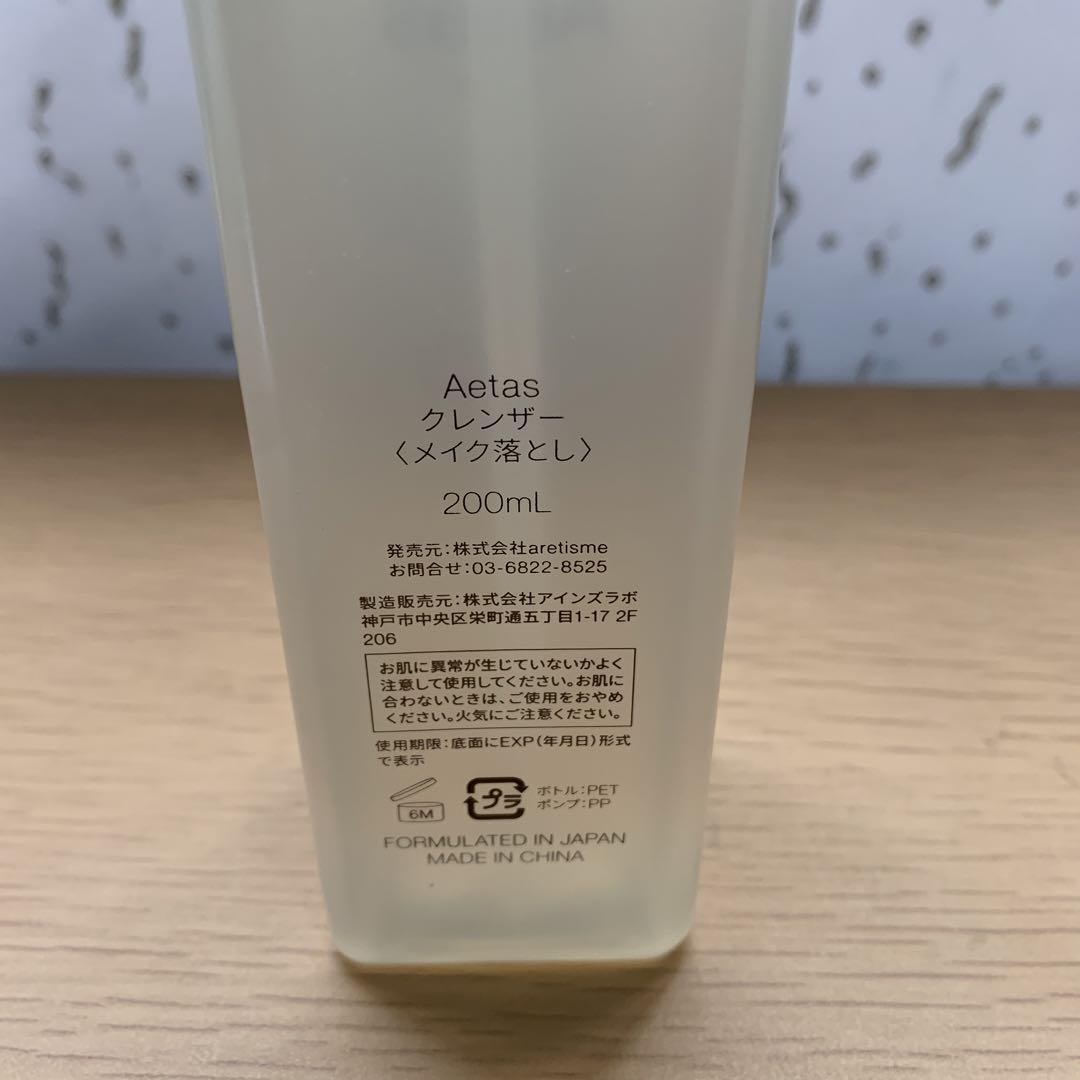 Aetas
クレンザー
〈メイク落とし〉
200mL
発売元:株式会社aretisme
お問合せ:03-6822-8525
製造販売元:株式会社アインズラボ
神戸市中央区栄町通五丁目1-17 2F
206
お肌に異常が生じていないかよく
注意して使用してください。お肌に
合わないときは、ご使用をおやめ
ください。火気にご注意ください。
使用期限:底面にEXP(年月日)形式
で表示
6M
プラ
ボトル:PET
ポンプ:PP
FORMULATED IN JAPAN
MADE IN CHINA